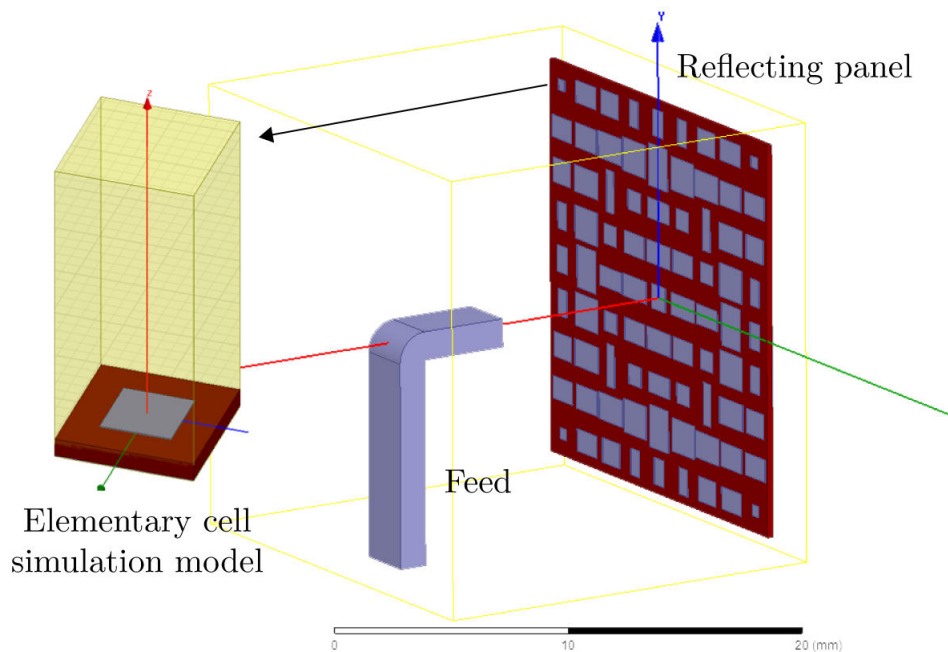 Y
Reflecting panel
z
Feed
Elementary cell
simulation model
0 10 20 (mm)